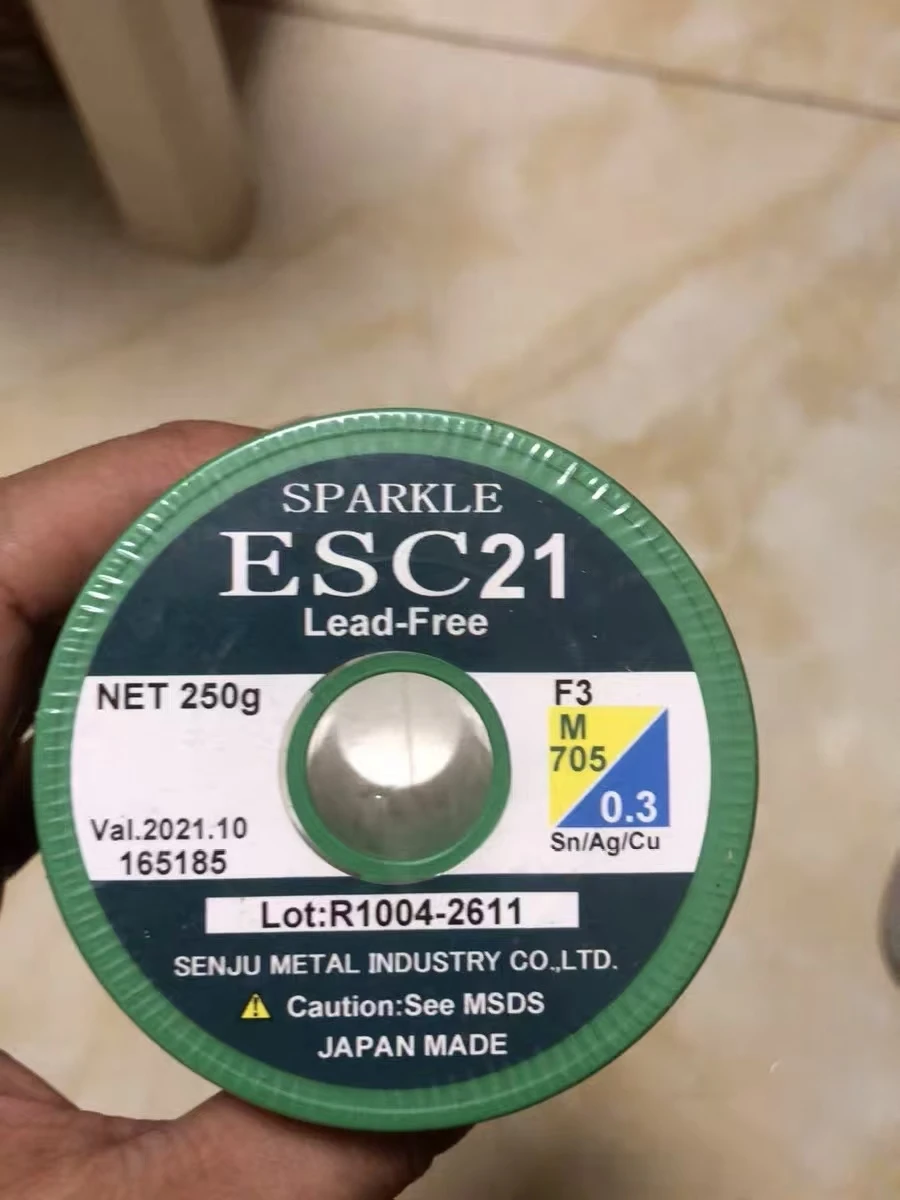 SPARKLE
ESC21
Lead-Free
NET 250g
F3
M
705
0.3
Sn/Ag/Cu
Val.2021.10
165185
Lot:R1004-2611
SENJU METAL INDUSTRY CO.,LTD.
Caution:See MSDS
JAPAN MADE